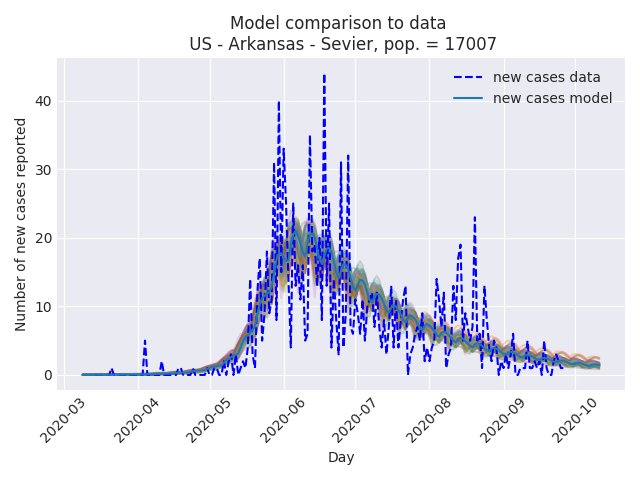 Model comparison to data
US - Arkansas - Sevier, pop. = 17007
new cases data
new cases model
Number of new cases reported
40
30
20
10
0
2020-03
2020-04
2020-05
2020-06
2020-07
2020-08
2020-09
2020-10
Day